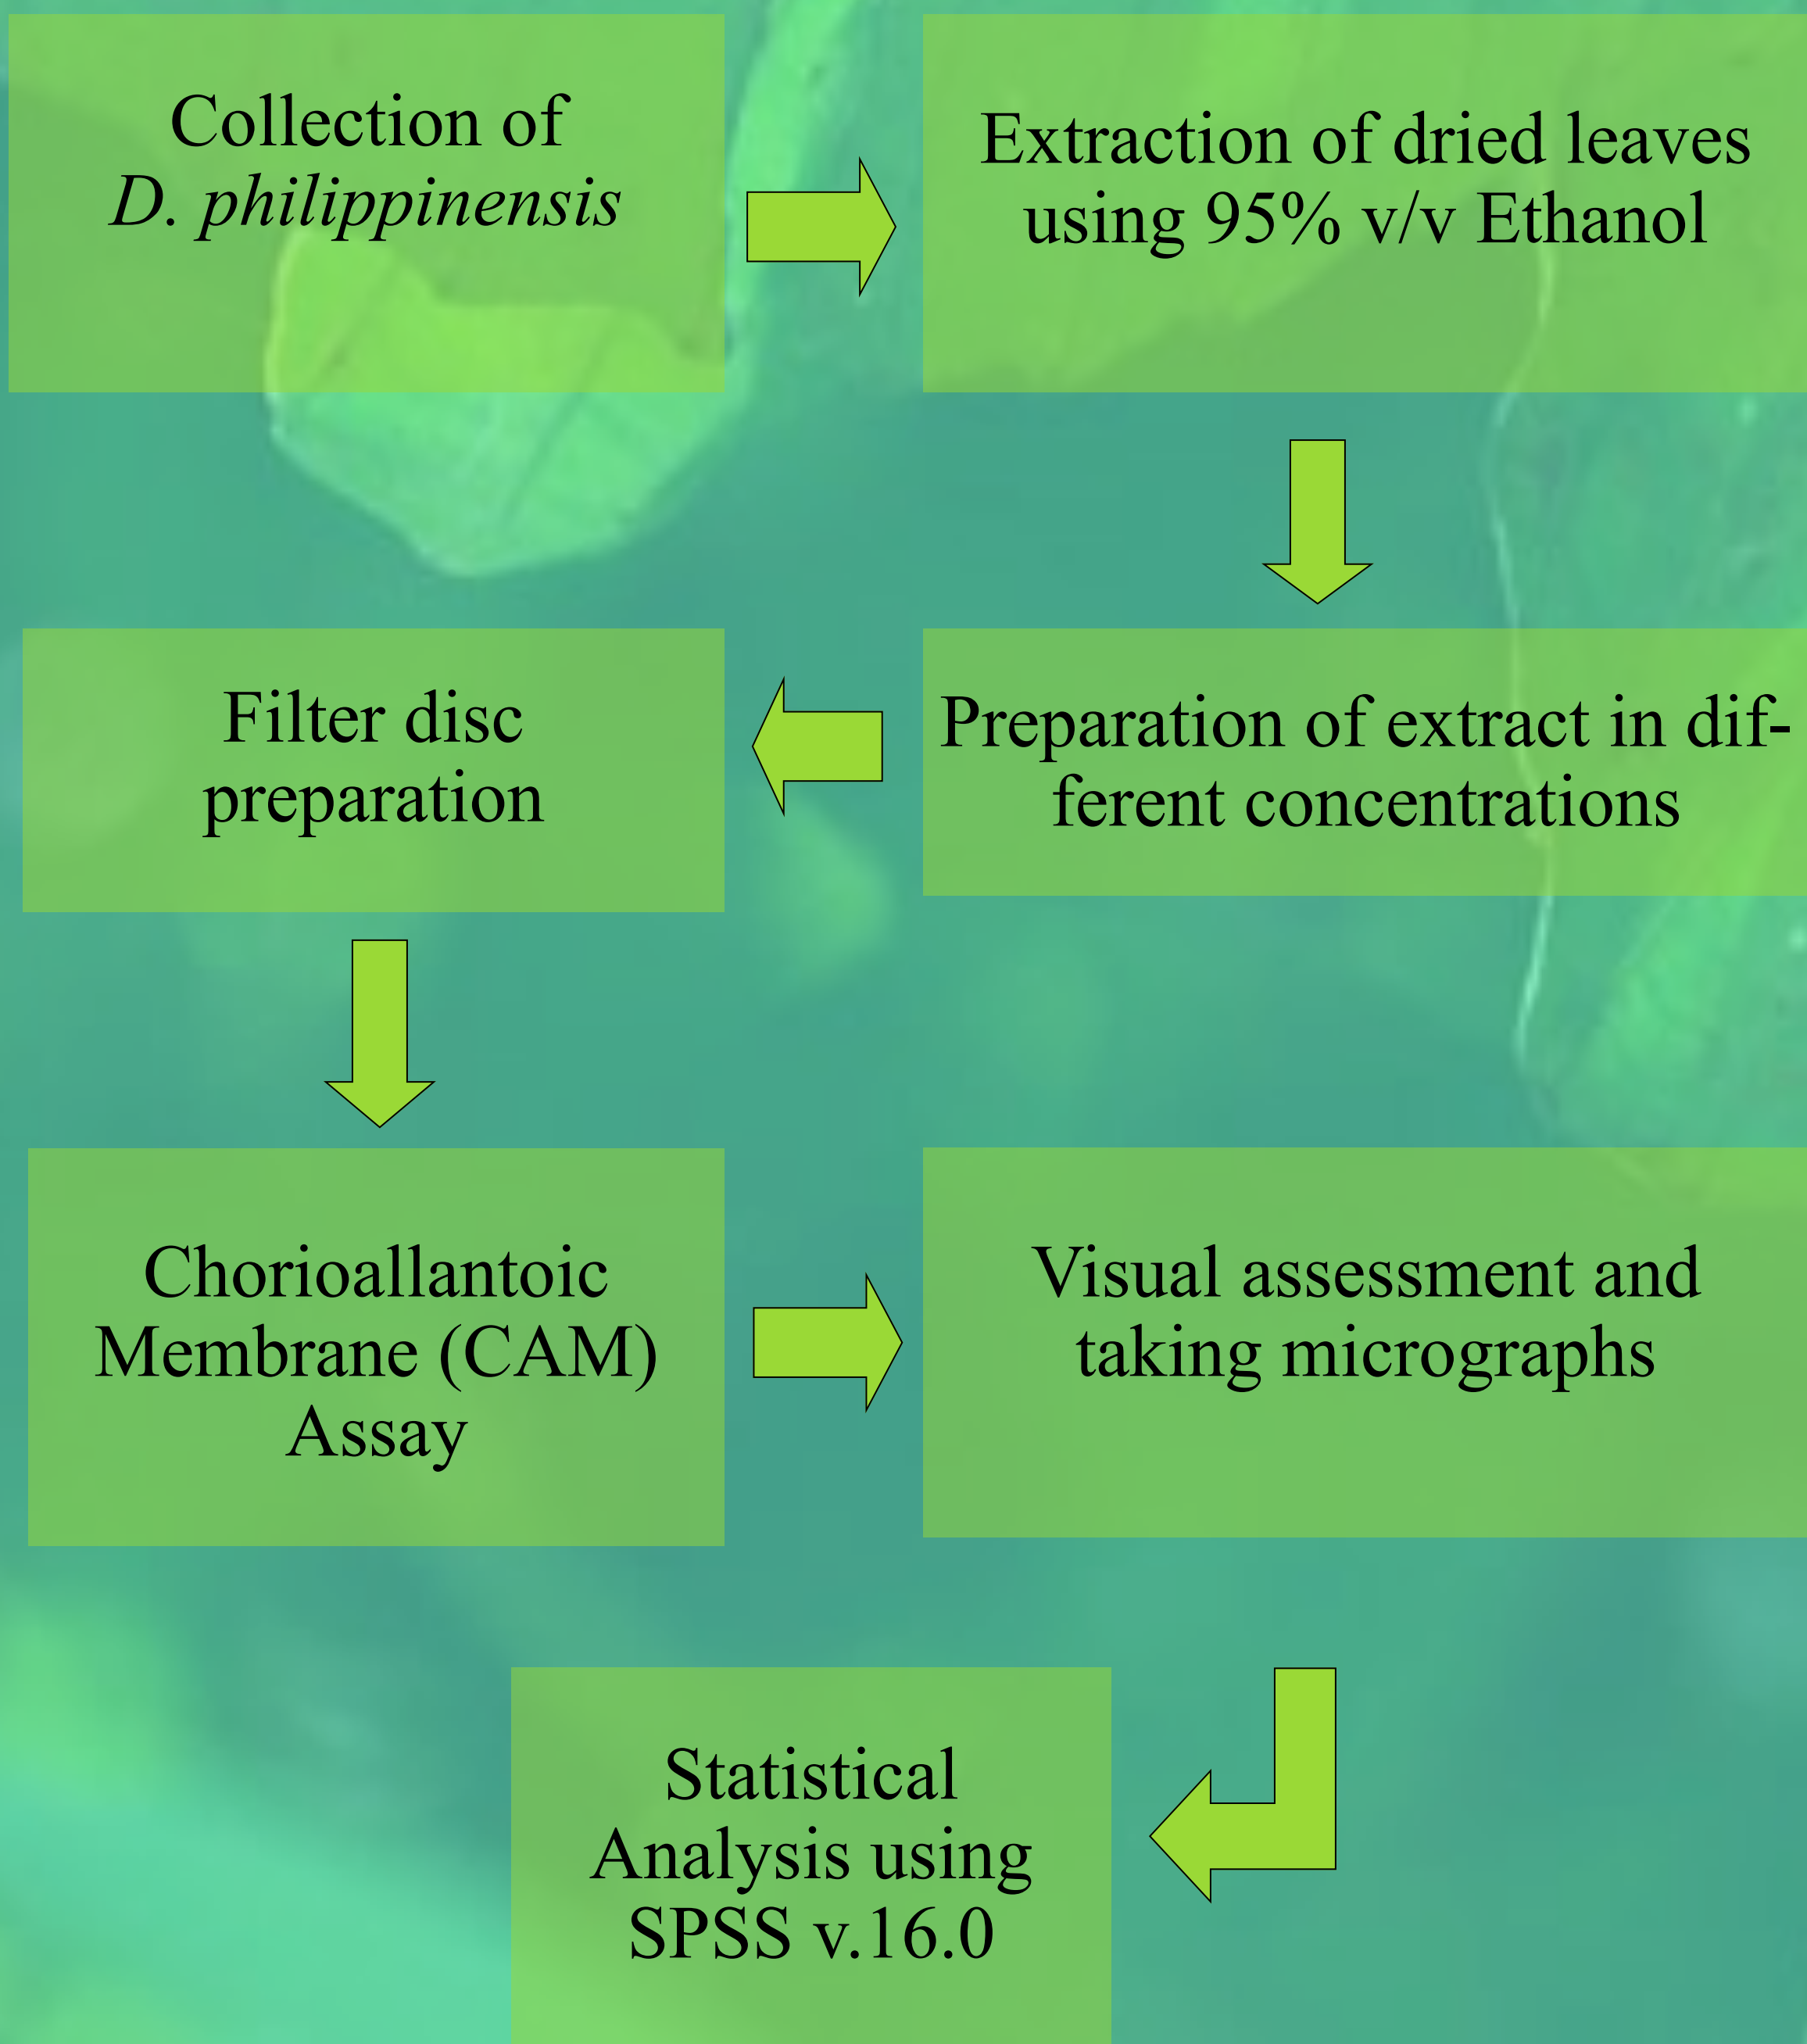 Collection of
D. philippinensis
Extraction of dried leaves
using 95% v/v Ethanol
Preparation of extract in dif-
ferent concentrations
Filter disc
preparation
Chorioallantoic
Membrane (CAM)
Assay
Visual assessment and
taking micrographs
Statistical
Analysis using
SPSS v.16.0